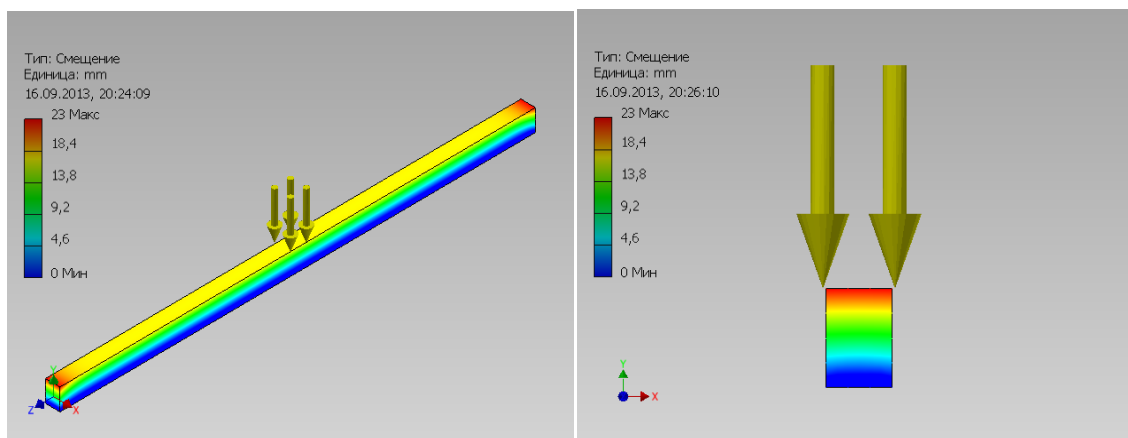 Тип: Смещение
Единица: mm
16.09.2013, 20:24:09
23 Макс
18,4
13,8
9,2
4,6
0 Мин
Y
Z
X
Тип: Смещение
Единица: mm
16.09.2013, 20:26:10
23 Макс
18,4
13,8
9,2
4,6
0 Мин
Y
X